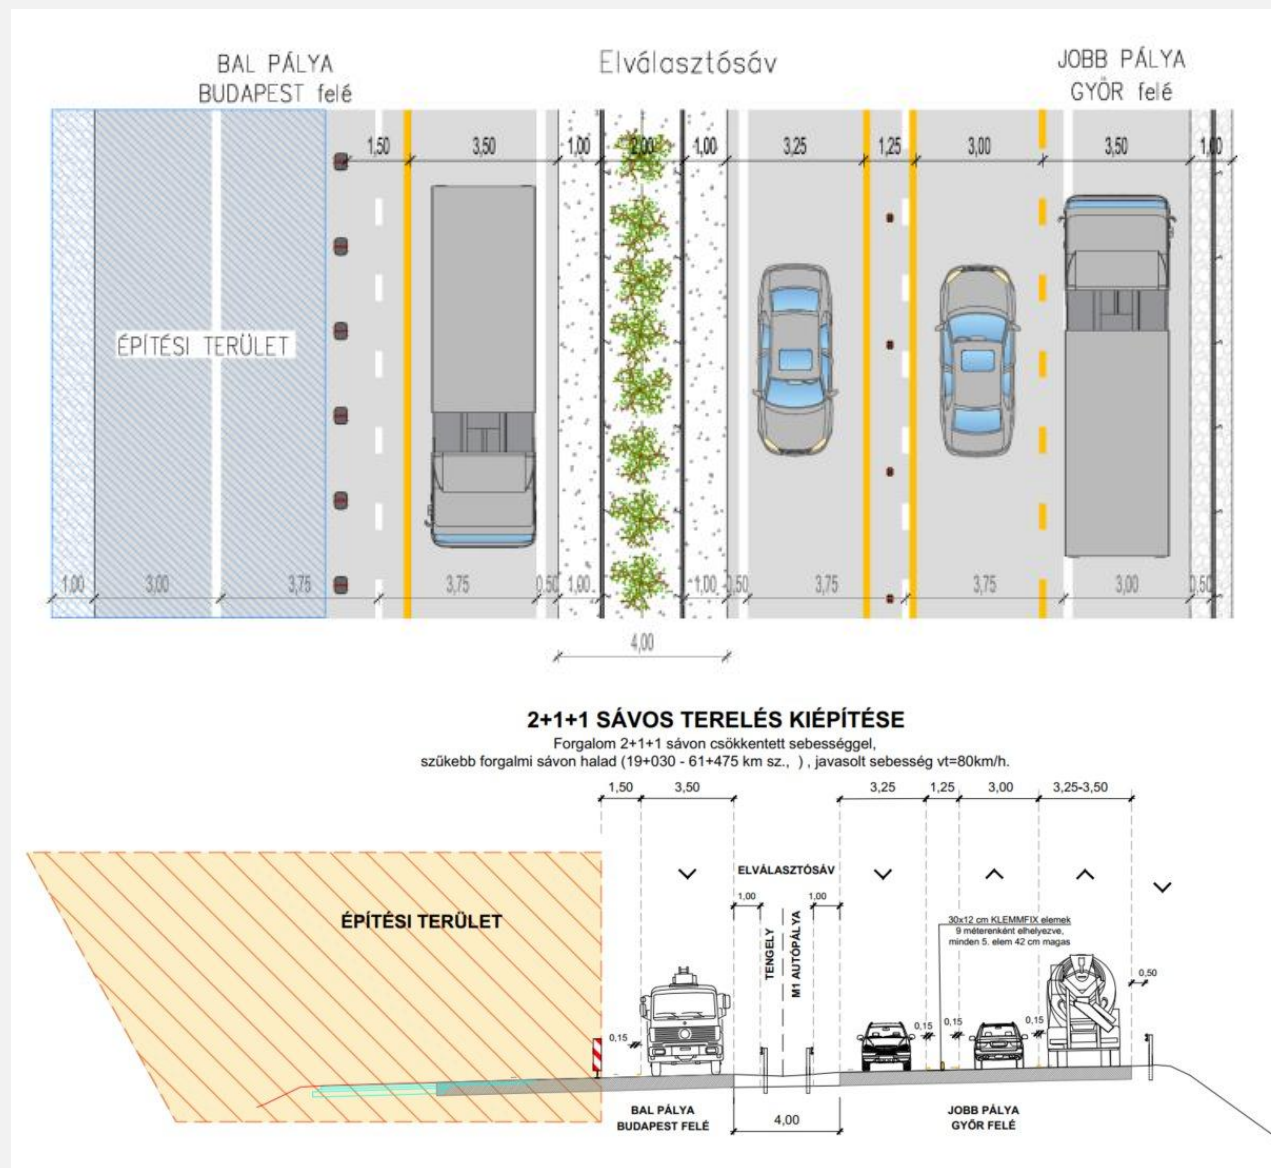 BAL PÁLYA
BUDAPEST felé
Elválasztósáv
JOBB PÁLYA
GYŐR felé
1,50 3,50 1,00 2,00 1,00 3,25 1,25 3,00 3,50 1,00
ÉPÍTÉSI TERÜLET
1,00 3,00 3,75 3,75 0,50 1,00 1,00 0,50 3,75 3,75 3,00 0,50
4,00
2+1+1 SÁVOS TERELÉS KIÉPÍTÉSE
Forgalom 2+1+1 sávon csökkentett sebességgel,
szűkebb forgalmi sávon halad (19+030 - 61+475 km sz., ) , javasolt sebesség vt=80km/h.
1,50 3,50 3,25 1,25 3,00 3,25-3,50
ELVÁLASZTÓSÁV
1,00 1,00
ÉPÍTÉSI TERÜLET
TENGELY
M1 AUTÓPÁLYA
30x12 cm KLEMMFIX elemek
9 méterenként elhelyezve,
minden 5. elem 42 cm magas
0,50
0,15 0,15 0,15 0,15
BAL PÁLYA
BUDAPEST FELÉ
4,00
JOBB PÁLYA
GYŐR FELÉ